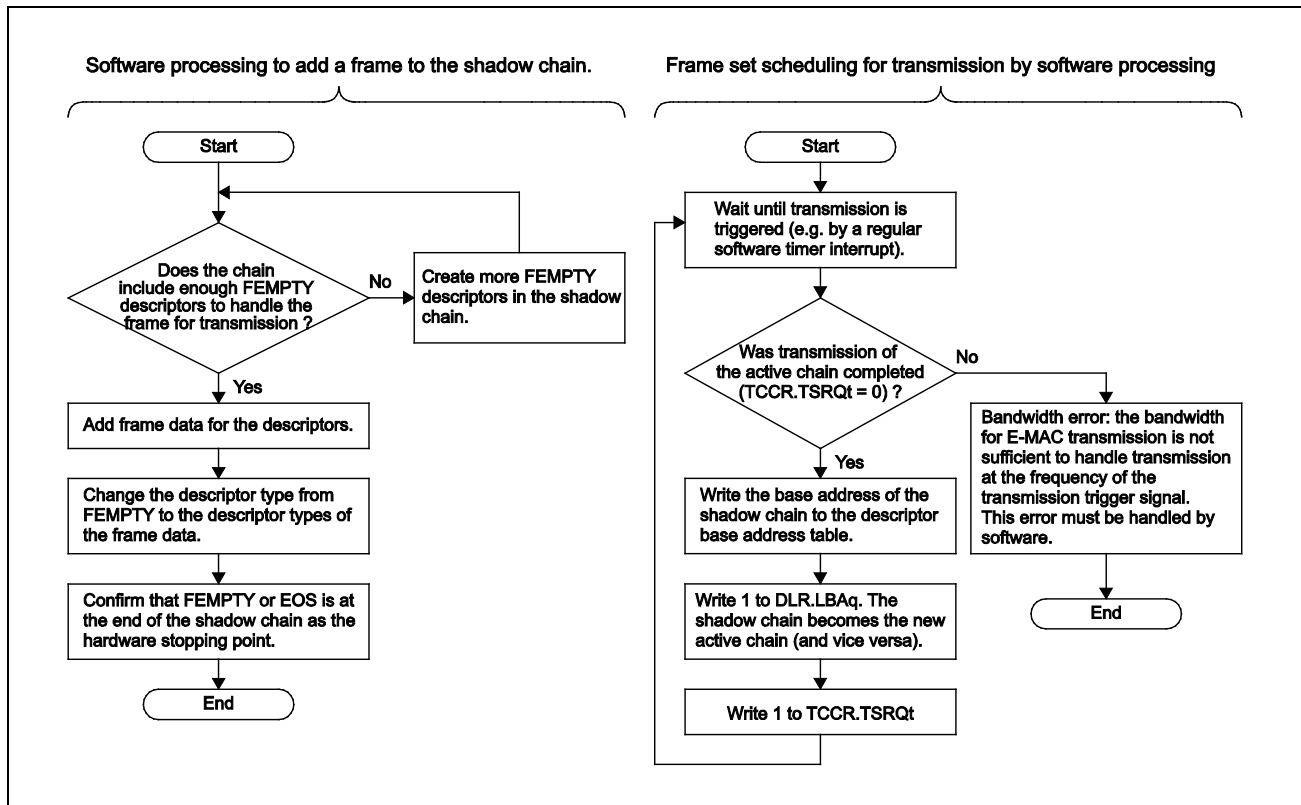 Software processing to add a frame to the shadow chain.
Start
Does the chain
include enough FEMPTY
descriptors to handle the
frame for transmission ?
No
Create more FEMPTY
descriptors in the shadow
chain.
Yes
Add frame data for the descriptors.
Change the descriptor type from
FEMPTY to the descriptor types of
the frame data.
Confirm that FEMPTY or EOS is at
the end of the shadow chain as the
hardware stopping point.
End
Frame set scheduling for transmission by software processing
Start
Wait until transmission is
triggered (e.g. by a regular
software timer interrupt).
Was transmission of
the active chain completed
(TCCR.TSRQt = 0) ?
No
Bandwidth error: the bandwidth
for E-MAC transmission is not
sufficient to handle transmission
at the frequency of the
transmission trigger signal.
This error must be handled by
software.
End
Yes
Write the base address of the
shadow chain to the descriptor
base address table.
Write 1 to DLR.LBAq. The
shadow chain becomes the new
active chain (and vice versa).
Write 1 to TCCR.TSRQt